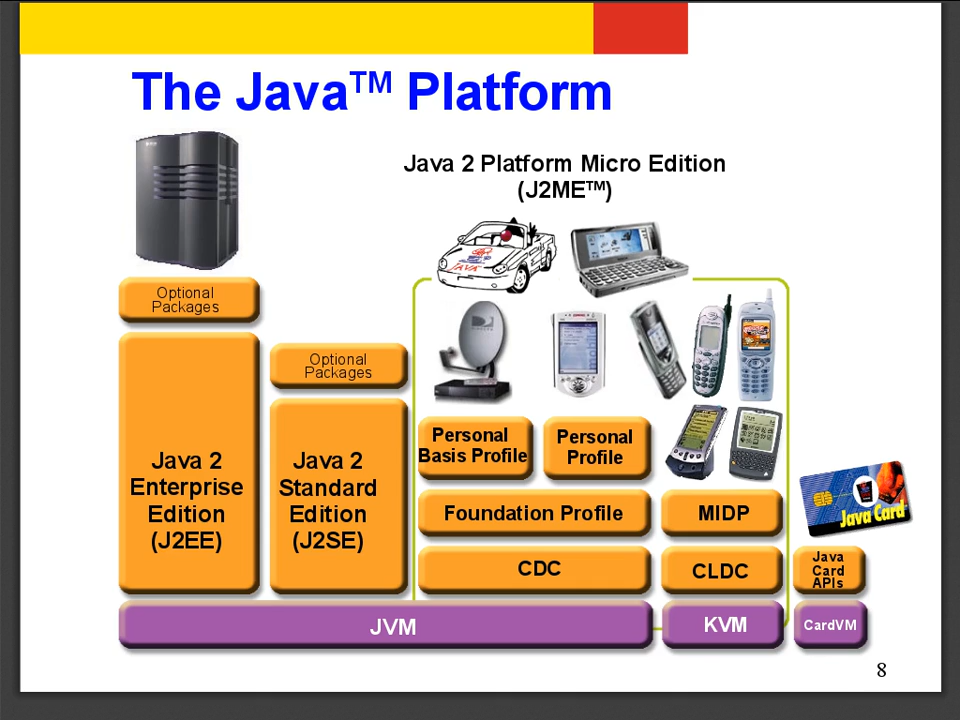 The Java™ Platform
Java 2 Platform Micro Edition
(J2ME™)
JAVA
Optional
Packages
Optional
Packages
Java 2
Enterprise
Edition
(J2EE)
Java 2
Standard
Edition
(J2SE)
Personal
Basis Profile
Personal
Profile
Foundation Profile
MIDP
Java Card
CDC
CLDC
Java
Card
APIs
JVM
KVM
CardVM
8